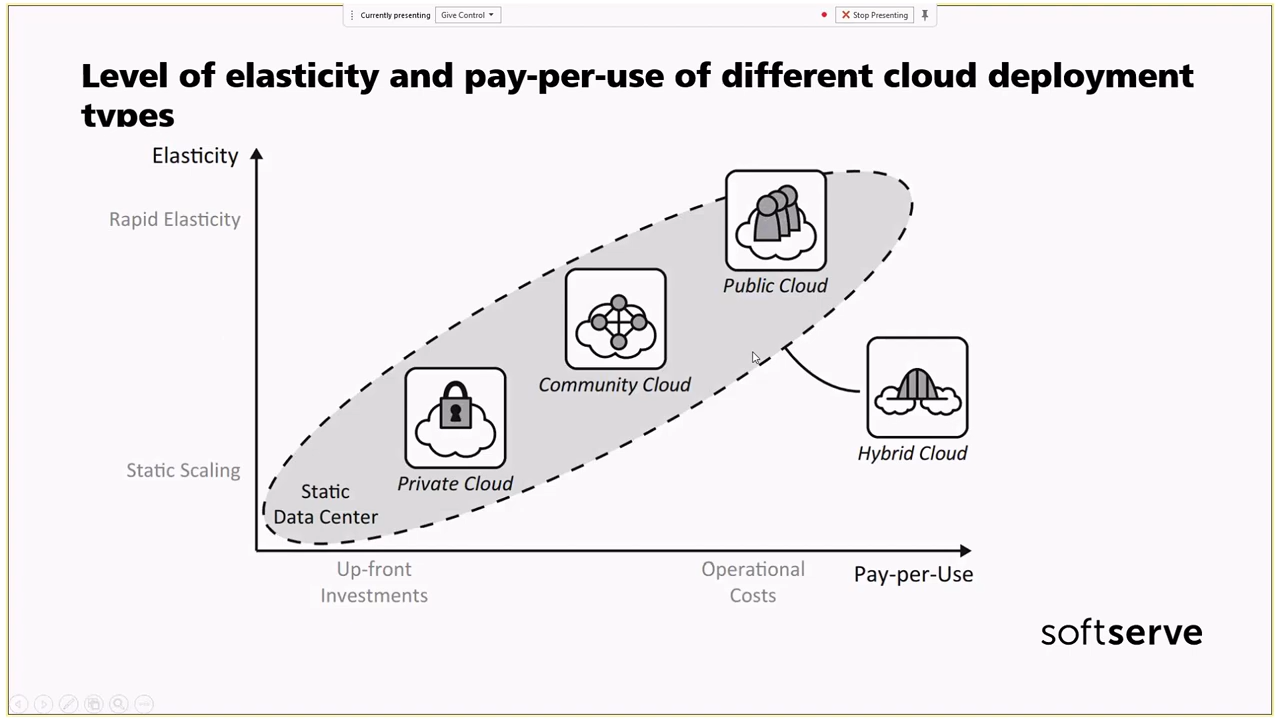 Currently presenting
Give Control
Stop Presenting
Level of elasticity and pay-per-use of different cloud deployment
types
Elasticity
Rapid Elasticity
Public Cloud
Community Cloud
Hybrid Cloud
Static Scaling
Private Cloud
Static
Data Center
Up-front
Investments
Operational
Costs
Pay-per-Use
softserve